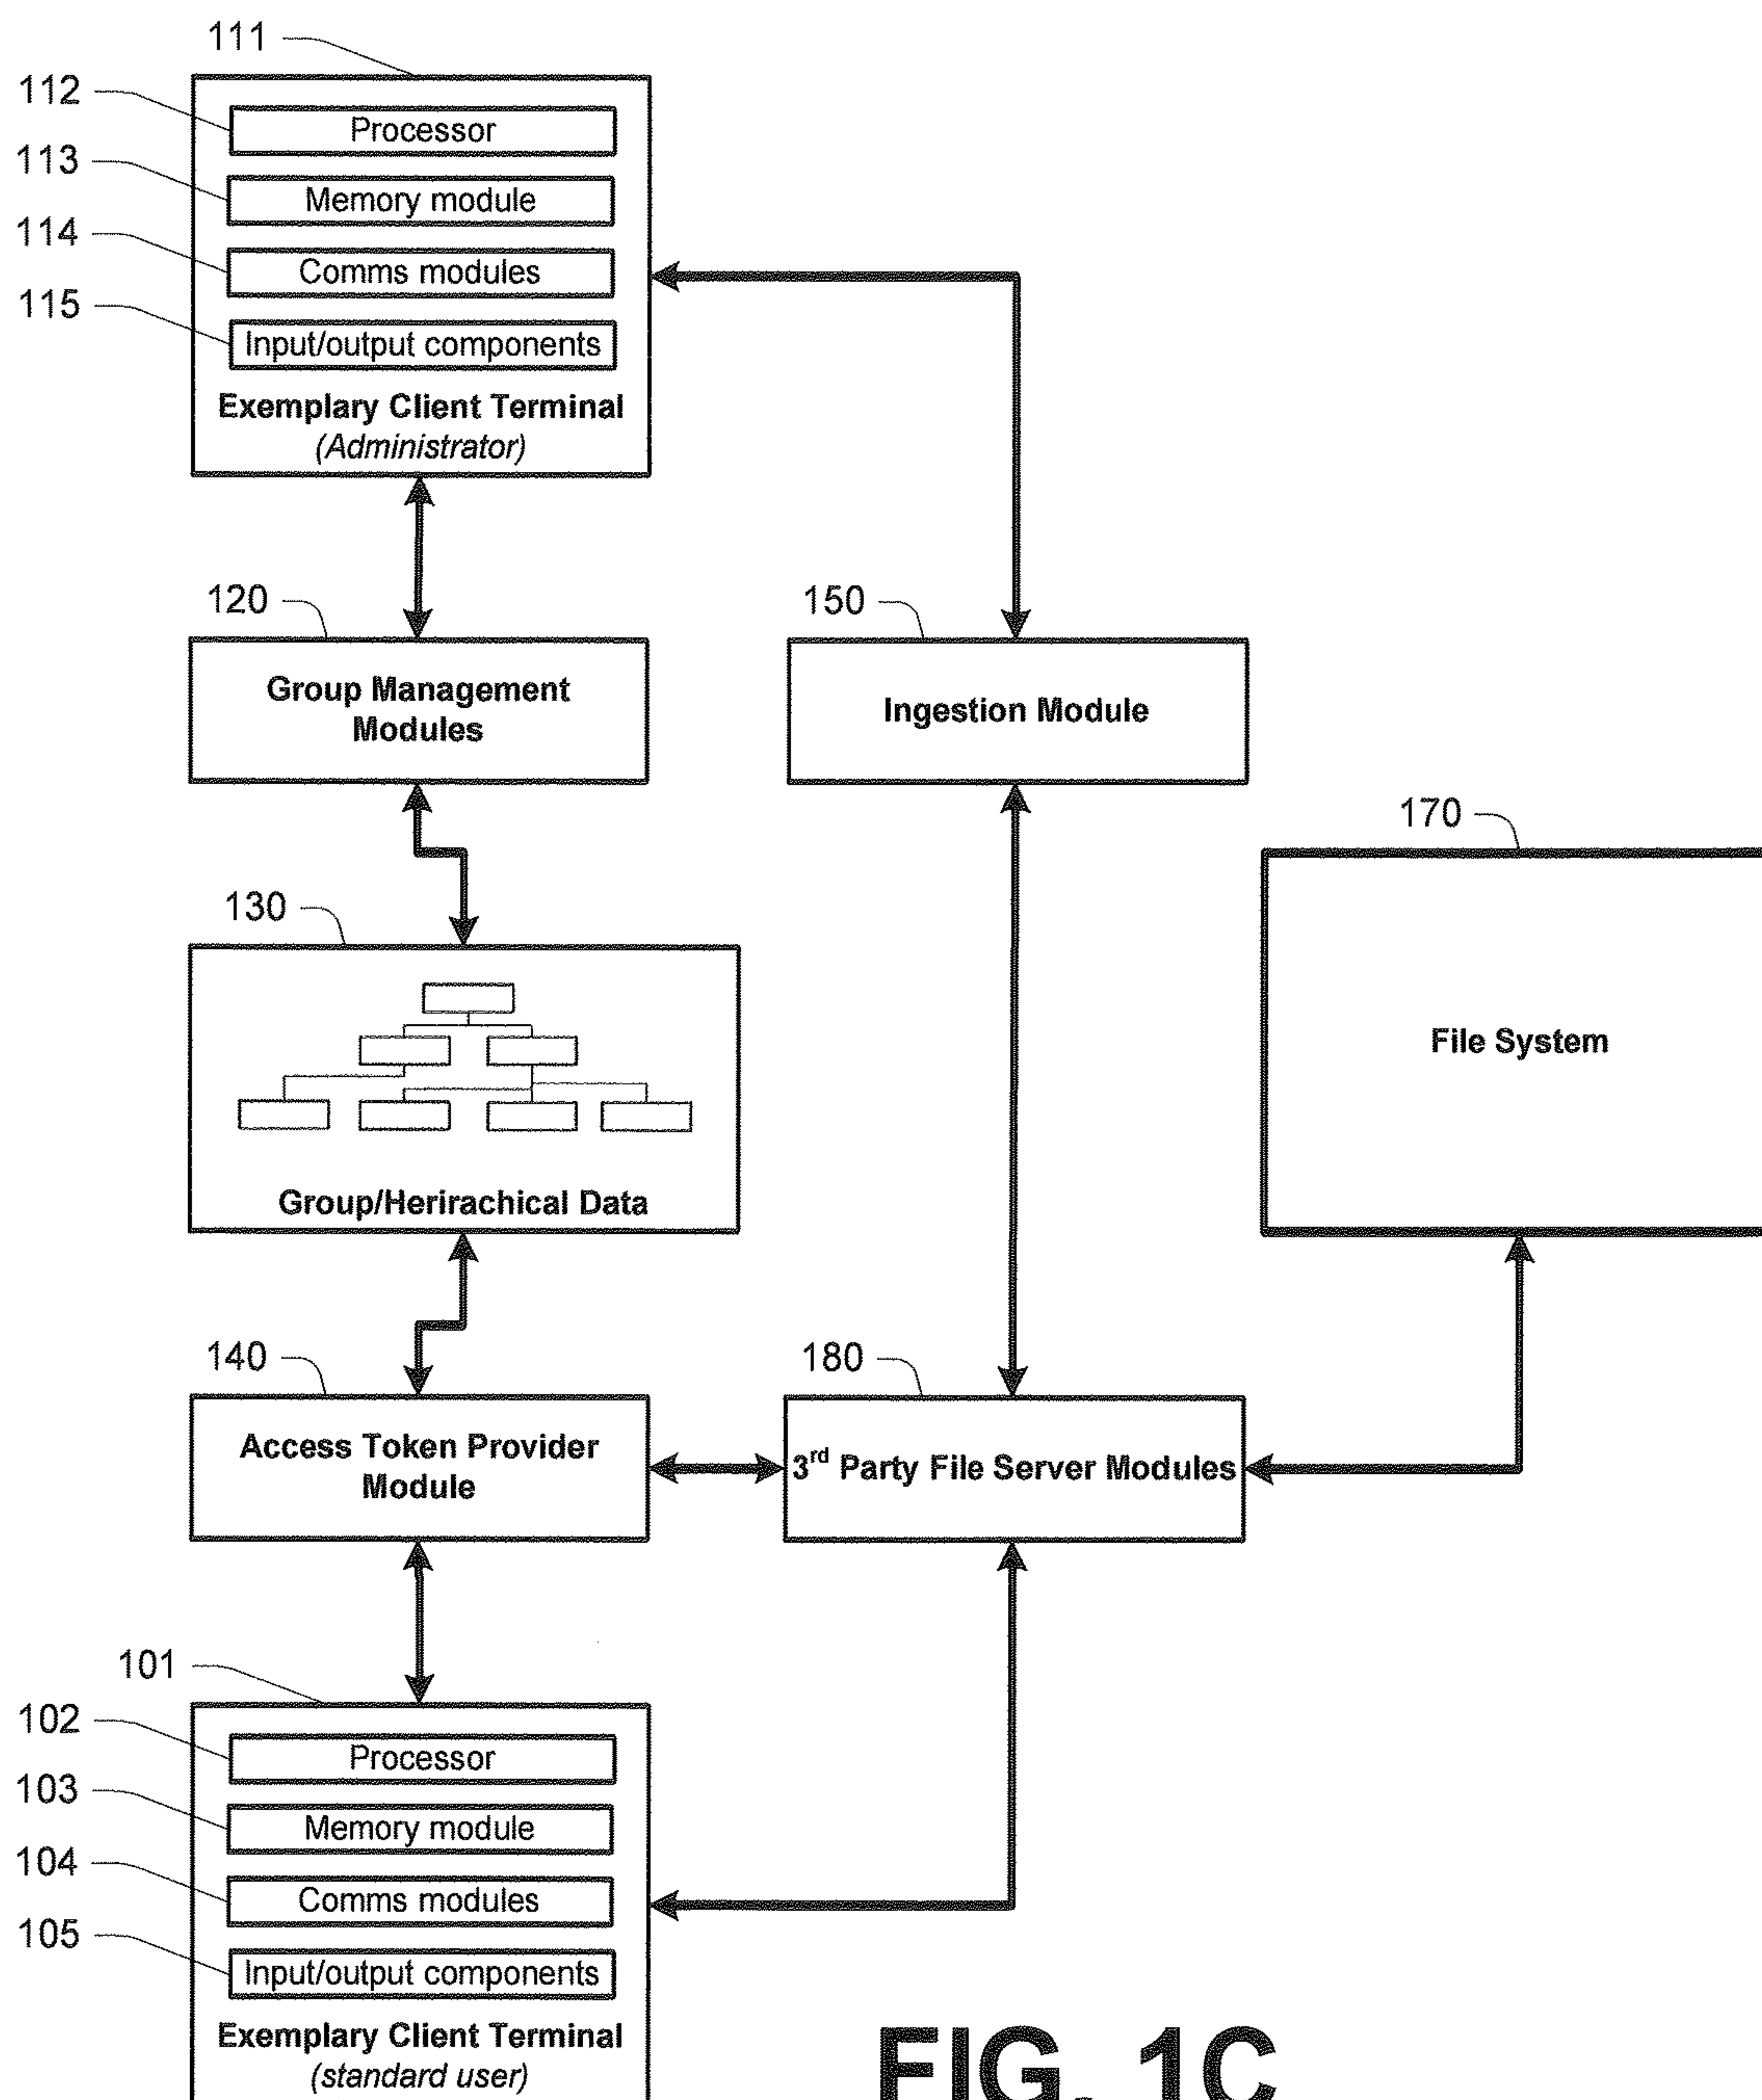 111
112
Processor
113
Memory module
114
Comms modules
115
Input/output components
Exemplary Client Terminal
(Administrator)
120
150
Group Management
Modules
Ingestion Module
170
130
File System
Group/Herirachical Data
140
180
Access Token Provider
Module
3rd Party File Server Modules
101
102
Processor
103
Memory module
104
Comms modules
105
Input/output components
Exemplary Client Terminal
(standard user)
FIG. 1C